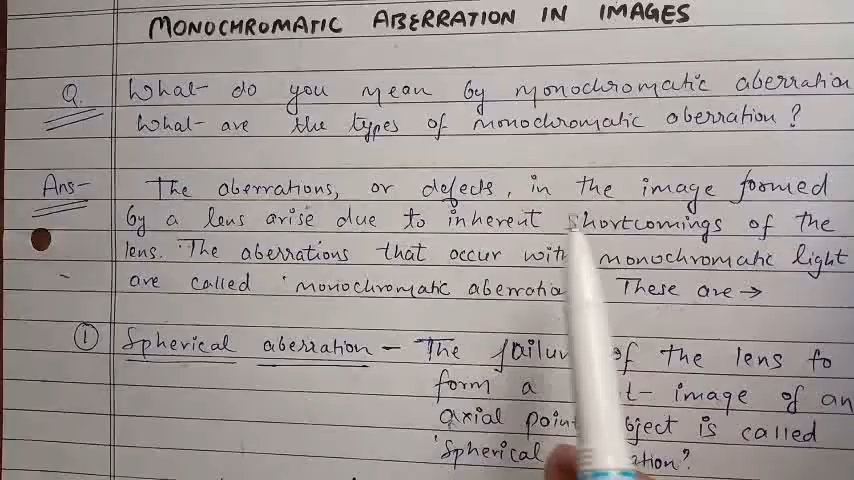 MONOCHROMATIC ABERRATION IN IMAGES
Q. What do you mean by monochromatic aberration
What are the types of monochromatic aberration?
Ans- The aberrations, or defects, in the image formed
by a lens arise due to inherent shortcomings of the
lens. The aberrations that occur with monochromatic light
are called 'monochromatic These are →
① Spherical aberration - The of the lens to
form a image of an
axial is called
'Spherical